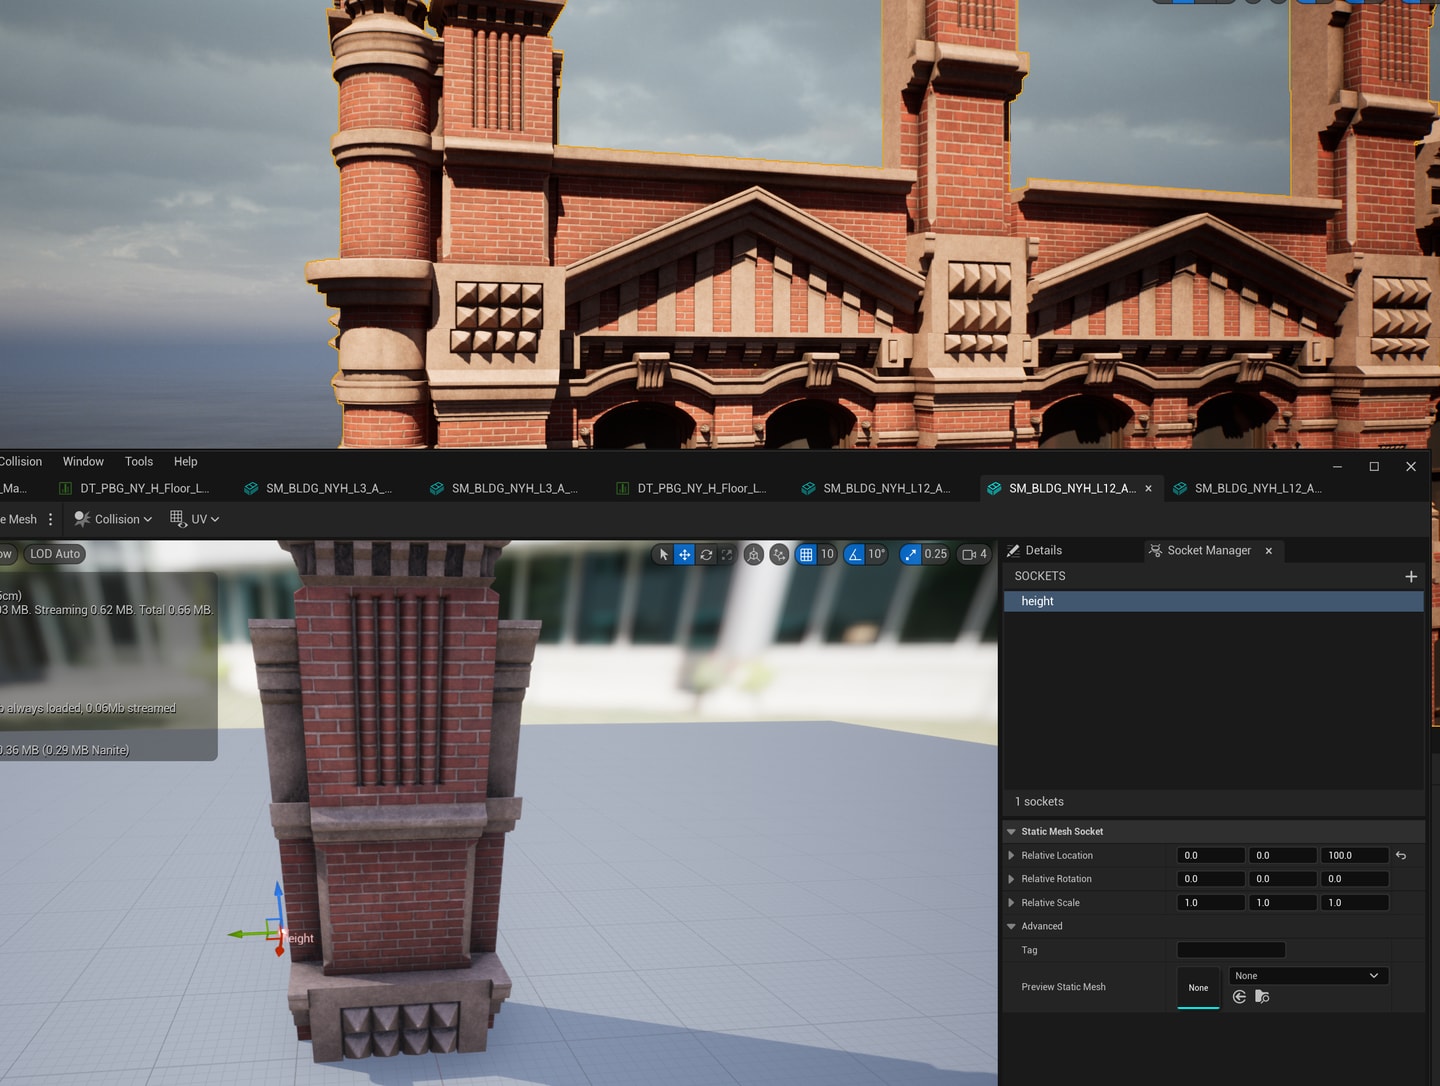 Collision Window Tools Help
_Ma... DT_PBG_NY_H_Floor_L... SM_BLDG_NYH_L3_A_... SM_BLDG_NYH_L3_A_... DT_PBG_NY_H_Floor_L... SM_BLDG_NYH_L12_A... SM_BLDG_NYH_L12_A... SM_BLDG_NYH_L12_A...
e Mesh Collision UV
ow LOD Auto 10 10° 0.25 4
5cm)
03 MB. Streaming 0.62 MB. Total 0.66 MB.
b always loaded, 0.06Mb streamed
0.36 MB (0.29 MB Nanite)
height
Details Socket Manager
SOCKETS
height
1 sockets
Static Mesh Socket
Relative Location 0.0 0.0 100.0
Relative Rotation 0.0 0.0 0.0
Relative Scale 1.0 1.0 1.0
Advanced
Tag
Preview Static Mesh None None